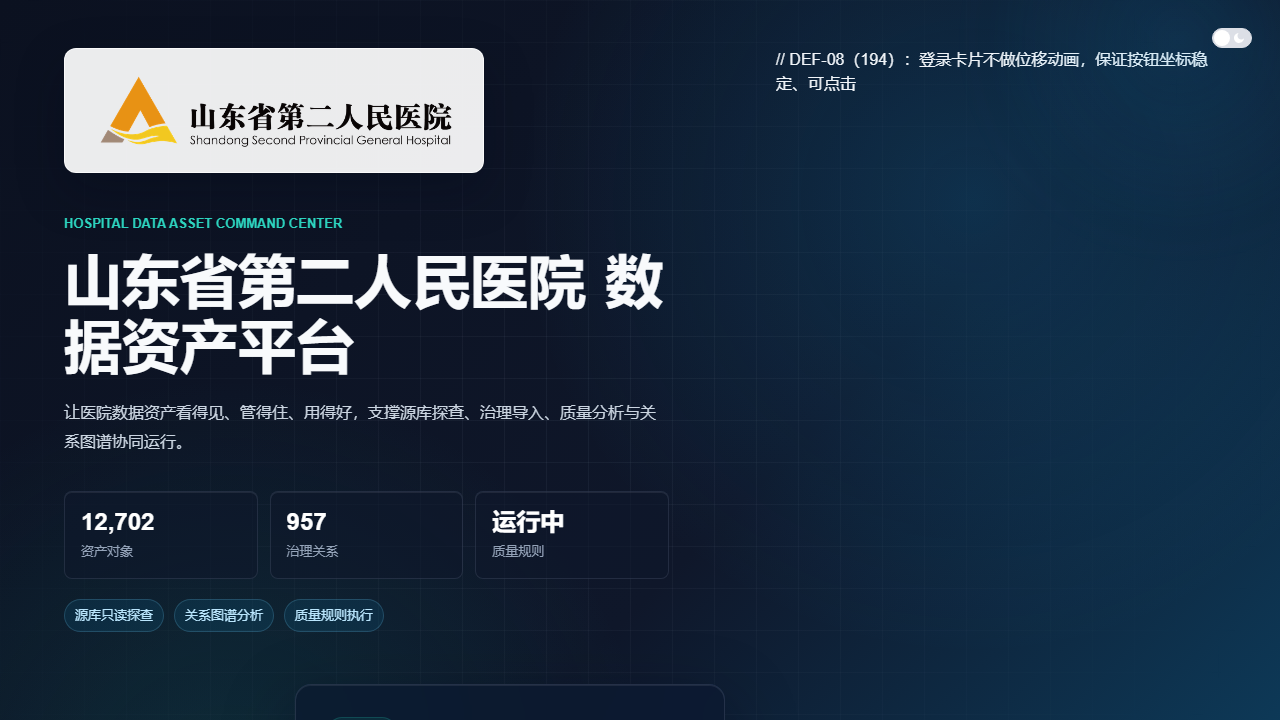 山东省第二人民医院
Shandong Second Provincial General Hospital
// DEF-08（194）：登录卡片不做位移动画，保证按钮坐标稳
定、可点击
HOSPITAL DATA ASSET COMMAND CENTER
山东省第二人民医院 数
据资产平台
让医院数据资产看得见、管得住、用得好，支撑源库探查、治理导入、质量分析与关
系图谱协同运行。
12,702
资产对象
957
治理关系
运行中
质量规则
源库只读探查
关系图谱分析
质量规则执行